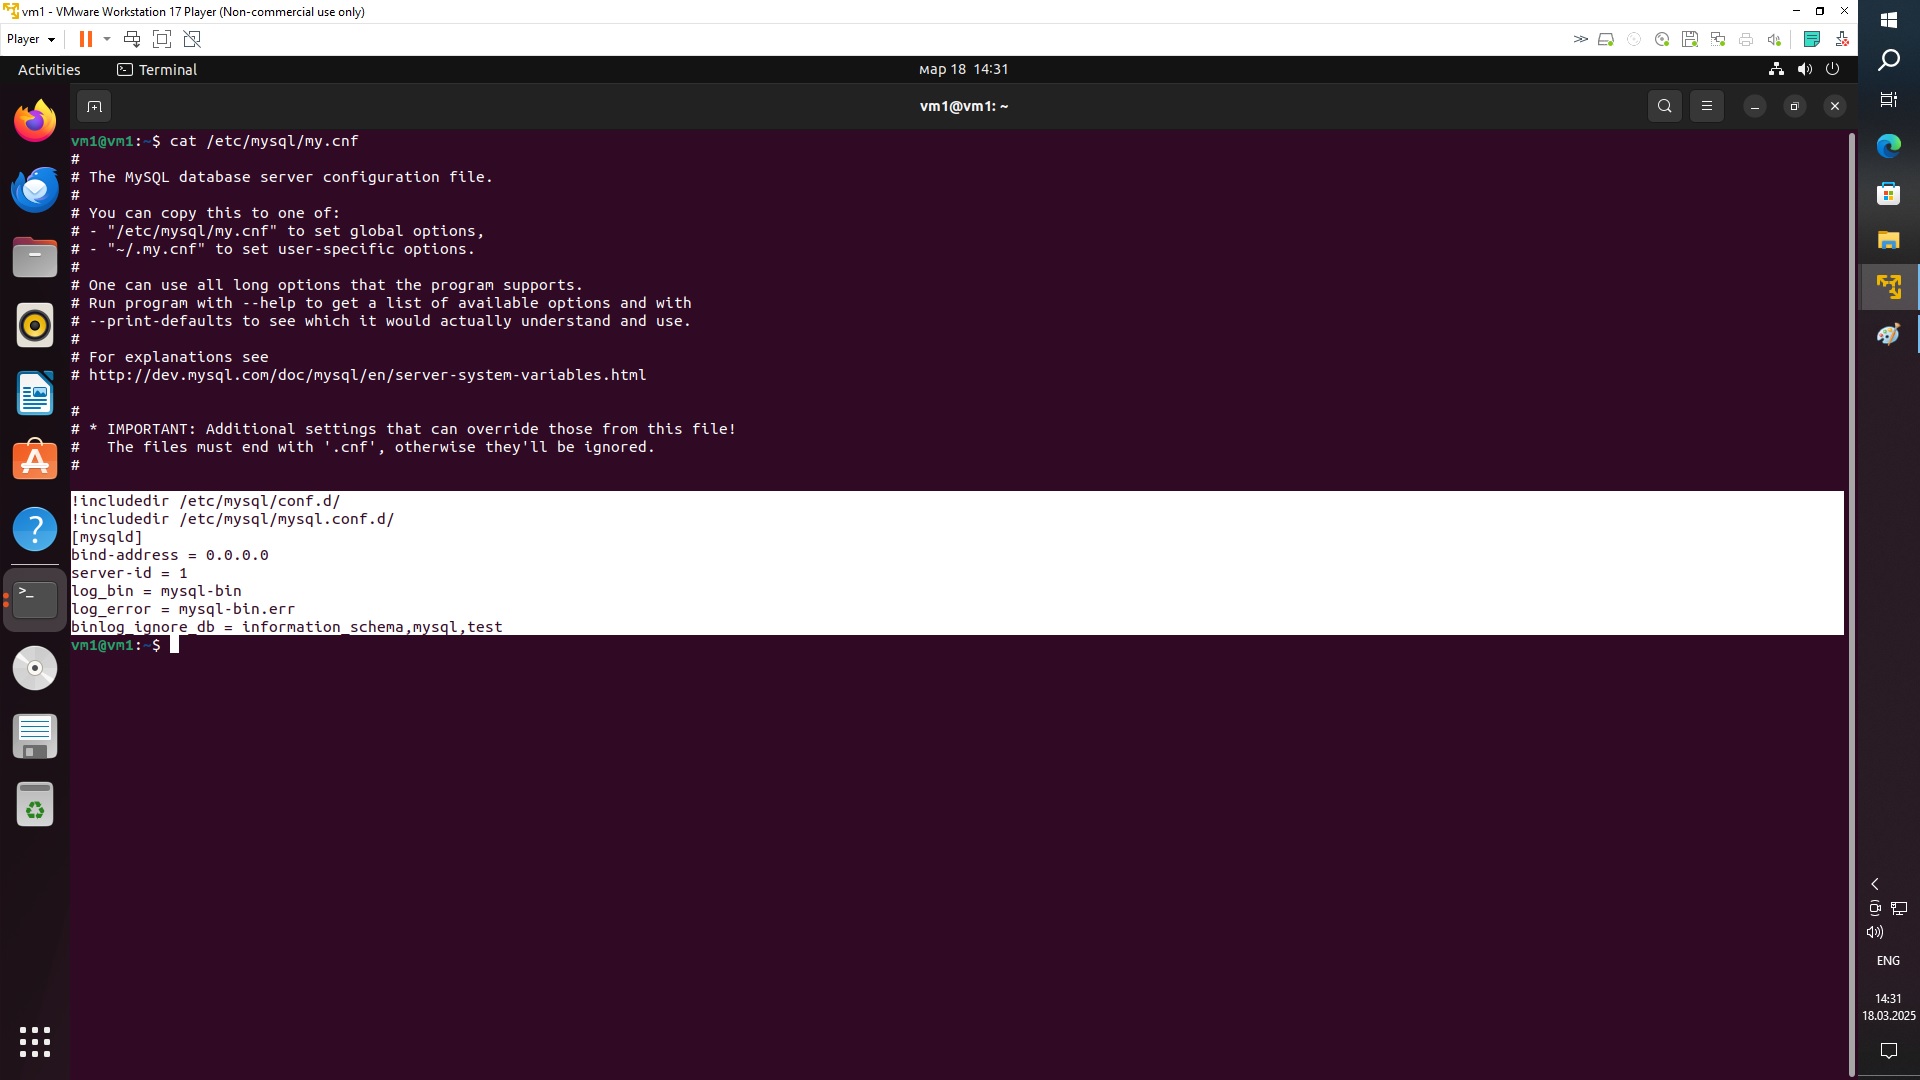 vm1 - VMware Workstation 17 Player (Non-commercial use only)
Player
Activities
Terminal
мар 18 14:31
vm1@vm1: ~
vm1@vm1:~$ cat /etc/mysql/my.cnf
#
# The MySQL database server configuration file.
#
# You can copy this to one of:
# - "/etc/mysql/my.cnf" to set global options,
# - "~/.my.cnf" to set user-specific options.
#
# One can use all long options that the program supports.
# Run program with --help to get a list of available options and with
# --print-defaults to see which it would actually understand and use.
#
# For explanations see
# http://dev.mysql.com/doc/mysql/en/server-system-variables.html
#
# * IMPORTANT: Additional settings that can override those from this file!
#   The files must end with '.cnf', otherwise they'll be ignored.
#
!includedir /etc/mysql/conf.d/
!includedir /etc/mysql/mysql.conf.d/
[mysqld]
bind-address = 0.0.0.0
server-id = 1
log_bin = mysql-bin
log_error = mysql-bin.err
binlog_ignore_db = information_schema,mysql,test
vm1@vm1:~$
ENG
14:31
18.03.2025